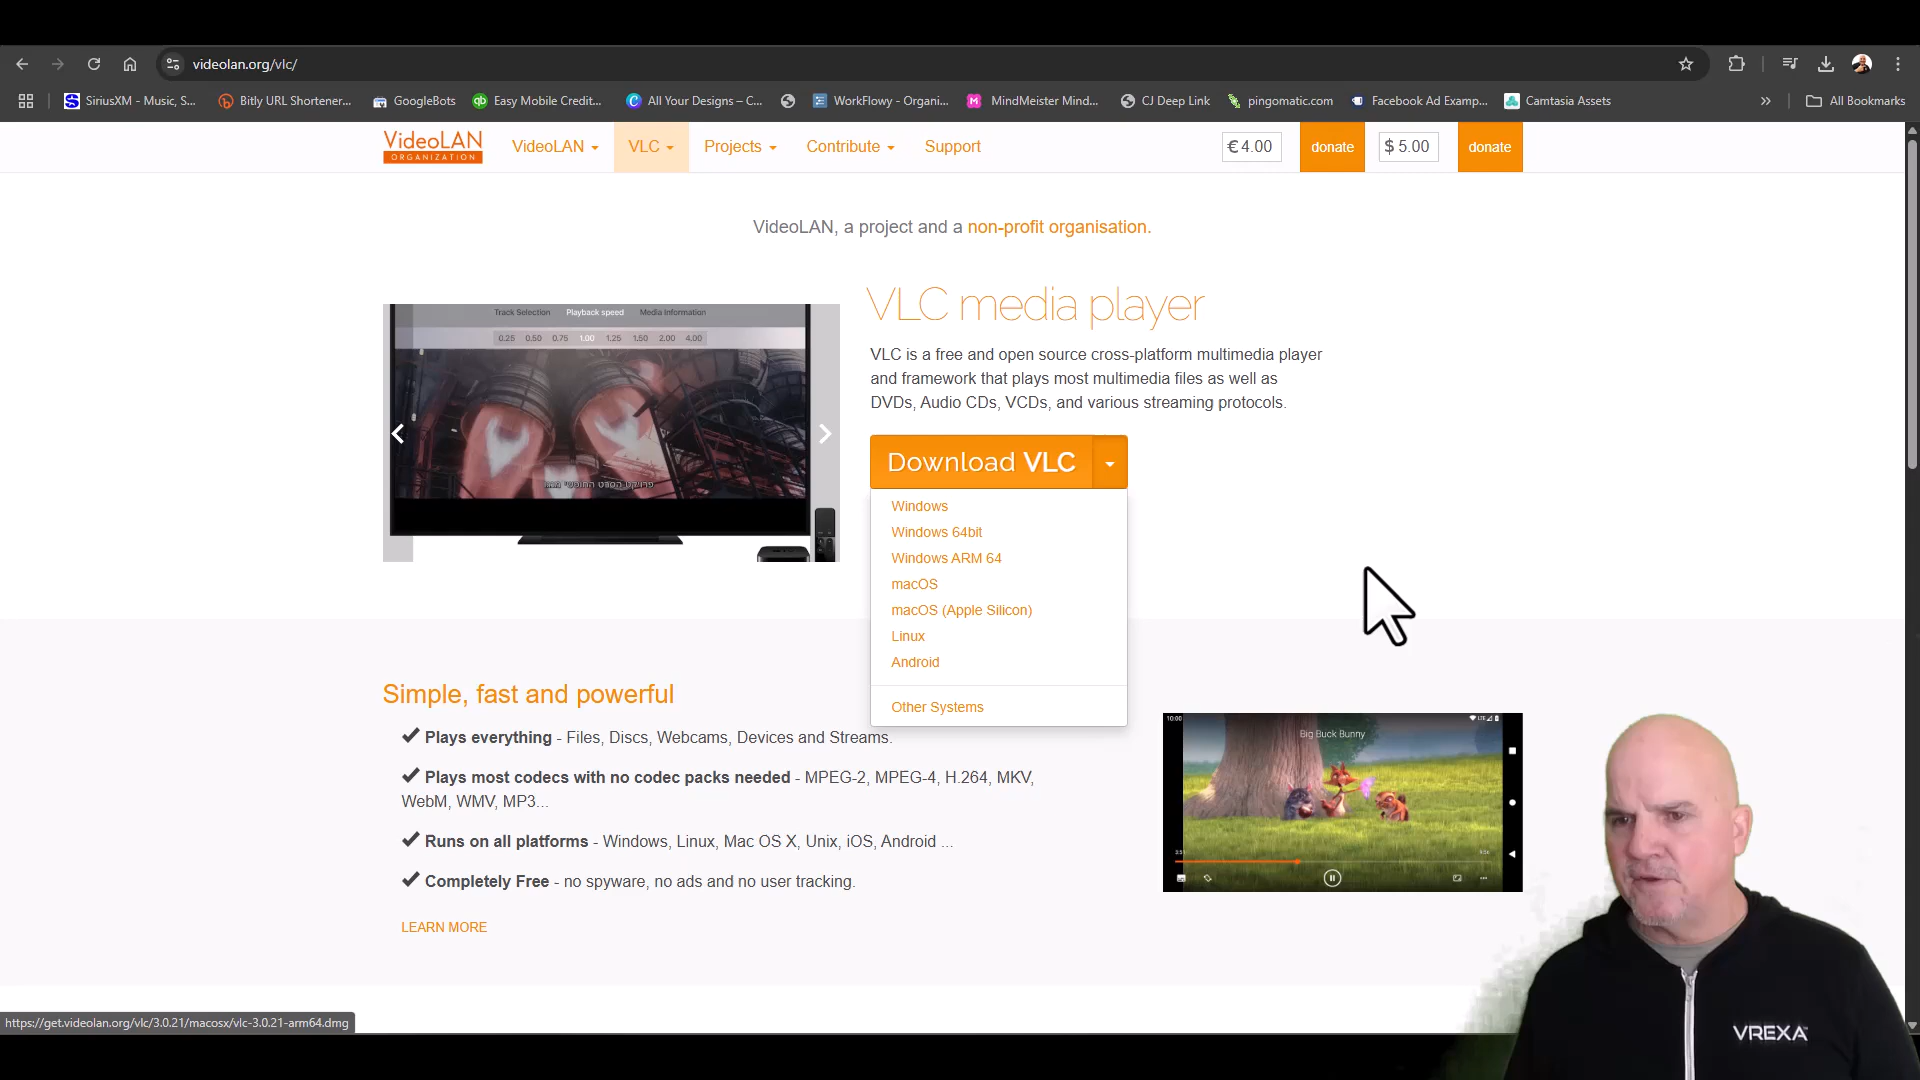 videolan.org/vlc/
SiriusXM - Music, S...
Bitly URL Shortener...
GoogleBots
Easy Mobile Credit...
All Your Designs – C...
WorkFlowy - Organi...
MindMeister Mind...
CJ Deep Link
pingomatic.com
Facebook Ad Examp...
Camtasia Assets
»
All Bookmarks
VideoLAN
ORGANIZATION
VideoLAN
VLC
Projects
Contribute
Support
€ 4.00
donate
$ 5.00
donate
VideoLAN, a project and a non-profit organisation.
Track Selection Playback speed Media Information
0.25 0.50 0.75 1.00 1.25 1.50 2.00 4.00
VLC media player
VLC is a free and open source cross-platform multimedia player
and framework that plays most multimedia files as well as
DVDs, Audio CDs, VCDs, and various streaming protocols.
Download VLC
Windows
Windows 64bit
Windows ARM 64
macOS
macOS (Apple Silicon)
Linux
Android
Other Systems
Simple, fast and powerful
Plays everything - Files, Discs, Webcams, Devices and Streams.
Plays most codecs with no codec packs needed - MPEG-2, MPEG-4, H.264, MKV,
WebM, WMV, MP3...
Runs on all platforms - Windows, Linux, Mac OS X, Unix, iOS, Android ...
Completely Free - no spyware, no ads and no user tracking.
LEARN MORE
10:00
LTE
Big Buck Bunny
https://get.videolan.org/vlc/3.0.21/macosx/vlc-3.0.21-arm64.dmg
VREXA